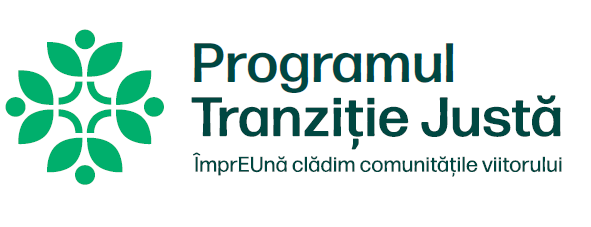 Programul
Tranziție Justă
ÎmprEUnă clădim comunitățile viitorului